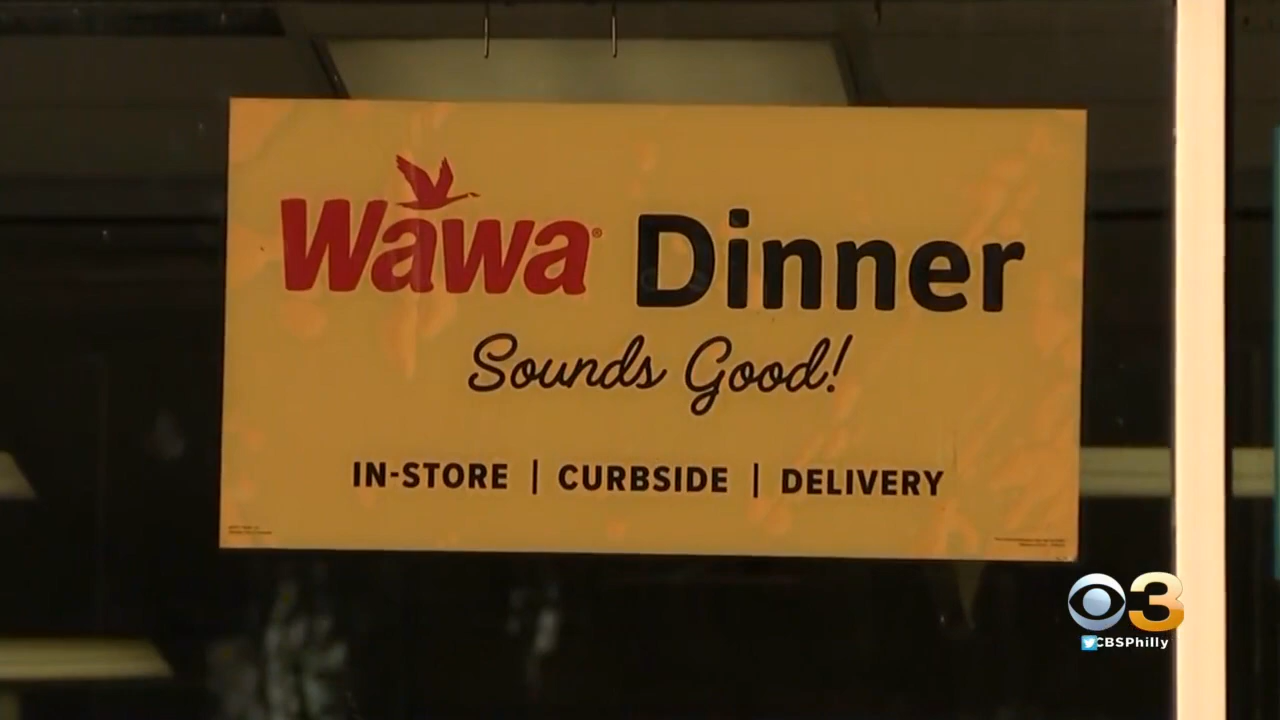 Wawa® Dinner
Sounds Good!
IN-STORE | CURBSIDE | DELIVERY
3
CBSPhilly